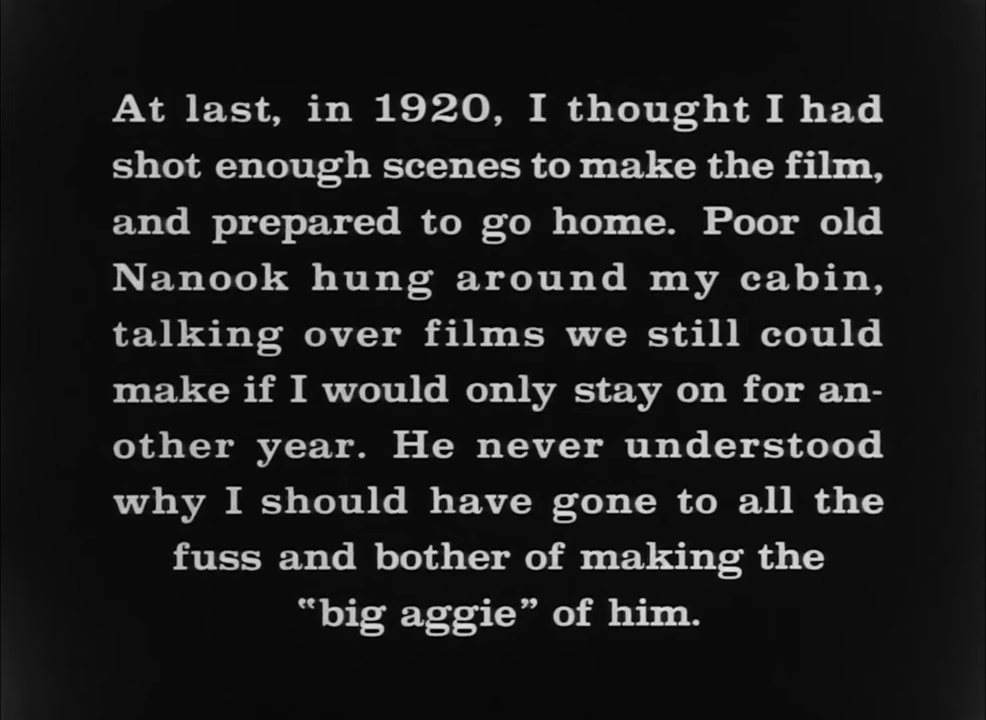 At last, in 1920, I thought I had
shot enough scenes to make the film,
and prepared to go home. Poor old
Nanook hung around my cabin,
talking over films we still could
make if I would only stay on for an-
other year. He never understood
why I should have gone to all the
fuss and bother of making the
“big aggie” of him.